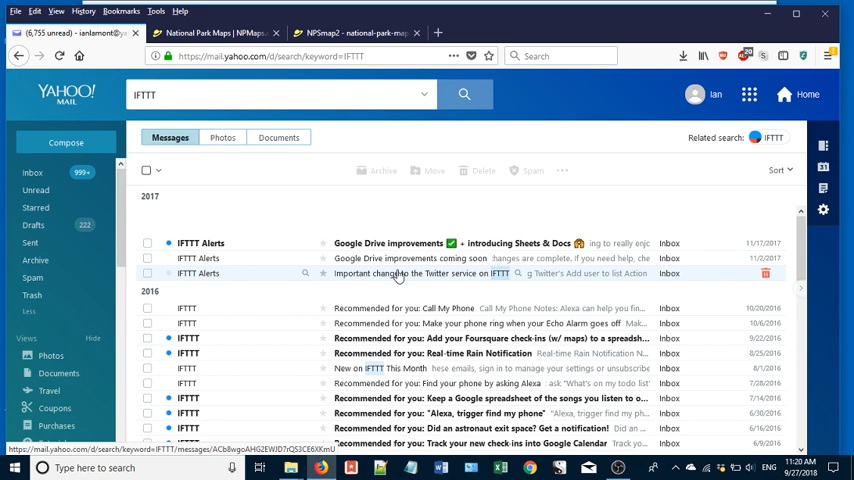 File Edit View History Bookmarks Tools Help
(6,755 unread) - ianlamont@y
National Park Maps | NPMaps.
NPSmap2 - national-park-map
https://mail.yahoo.com/d/search/keyword=IFTTT
Search
20
YAHOO!
MAIL
IFTTT
Ian
Home
Compose
Messages Photos Documents
Related search: IFTTT
Inbox 999+
Unread
Starred
Drafts 222
Sent
Archive
Spam
Trash
Less
Views Hide
Photos
Documents
Travel
Coupons
Purchases
Archive Move Delete Spam
Sort
2017
IFTTT Alerts Google Drive improvements + introducing Sheets & Docs ing to really enjoy Inbox 11/17/2017
IFTTT Alerts Google Drive improvements coming soon changes are complete. If you need help, che Inbox
IFTTT Alerts Important change to the Twitter service on IFTTT g Twitter's Add user to list Action Inbox
2016
IFTTT Recommended for you: Call My Phone Call My Phone Notes: Alexa can help you fin... Inbox 10/20/2016
IFTTT Recommended for you: Make your phone ring when your Echo Alarm goes off Mak... Inbox 10/6/2016
IFTTT Recommended for you: Add your Foursquare check-ins (w/ maps) to a spreadsh... Inbox 9/22/2016
IFTTT Recommended for you: Real-time Rain Notification Real-time Rain Notification N... Inbox 8/25/2016
IFTTT New on IFTTT This Month hese emails, sign in to manage your settings or unsubscribe Inbox 8/1/2016
IFTTT Recommended for you: Find your phone by asking Alexa ask "What's on my todo list" Inbox 7/28/2016
IFTTT Recommended for you: Keep a Google spreadsheet of the songs you listen to o... Inbox 7/14/2016
IFTTT Recommended for you: "Alexa, trigger find my phone" "Alexa, trigger find my pho... Inbox 6/30/2016
IFTTT Recommended for you: Did an astronaut exit space? Get a notification! Did an as... Inbox 6/16/2016
IFTTT Recommended for you: Track your new check-ins into Google Calendar Track yo... Inbox 6/9/2016
https://mail.yahoo.com/d/search/keyword=IFTTT/messages/ACb8wgoAHG2EWJD7rQS3CE6XKmU
Type here to search
ENG
11:20 AM
9/27/2018